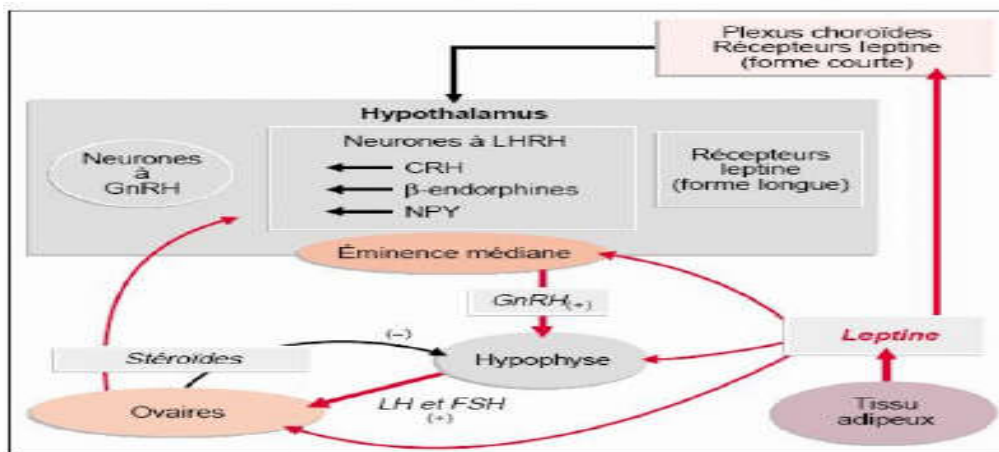 Plexus choroïdes
Récepteurs leptine
(forme courte)
Hypothalamus
Neurones
à
GnRH
Neurones à LHRH
CRH
β-endorphines
NPY
Récepteurs
leptine
(forme longue)
Éminence médiane
GnRH(+)
Leptine
Stéroïdes
(−)
Hypophyse
Ovaires
LH et FSH
(+)
Tissu
adipeux